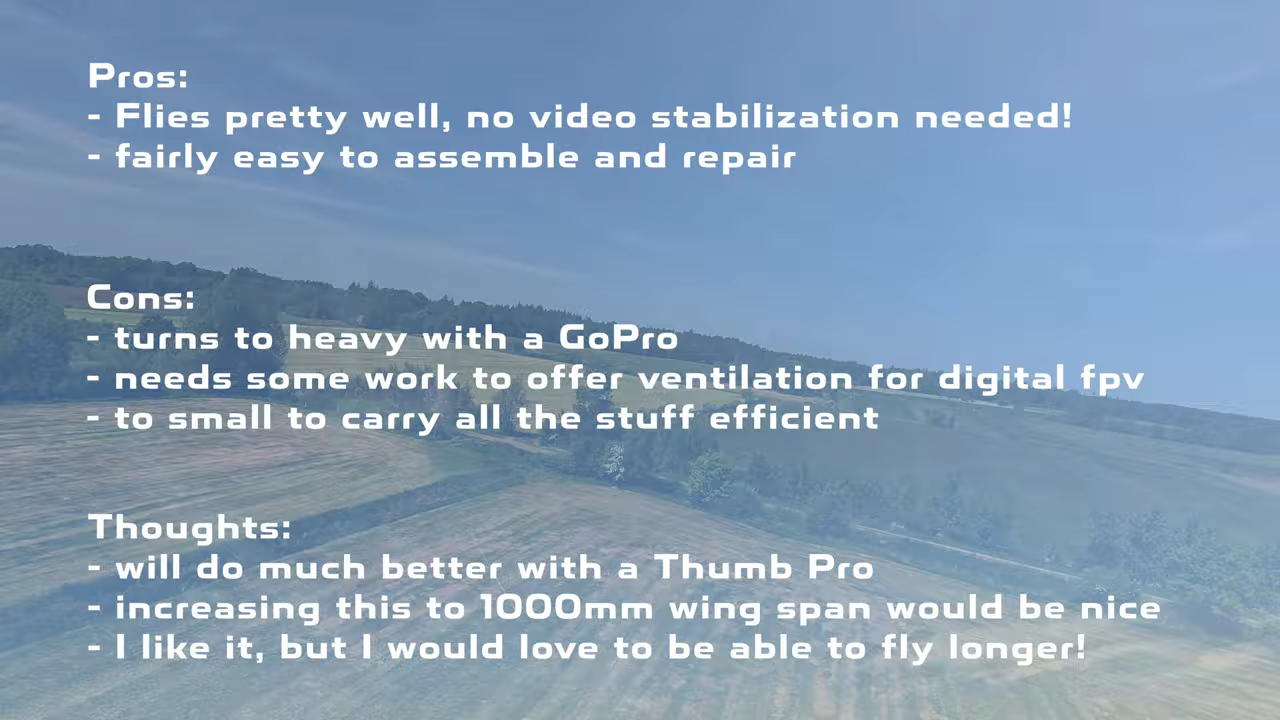 Pros:
- Flies pretty well, no video stabilization needed!
- fairly easy to assemble and repair
Cons:
- turns to heavy with a GoPro
- needs some work to offer ventilation for digital fpv
- to small to carry all the stuff efficient
Thoughts:
- will do much better with a Thumb Pro
- increasing this to 1000mm wing span would be nice
- I like it, but I would love to be able to fly longer!